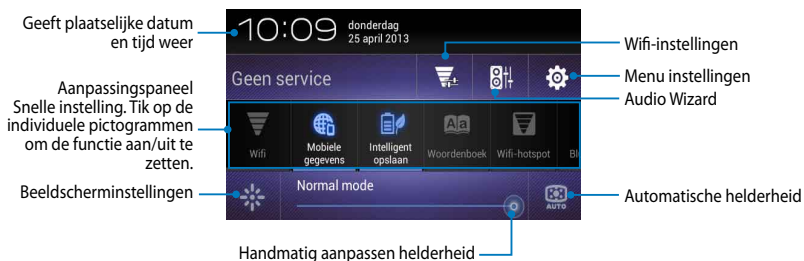 Geeft plaatselijke datum
en tijd weer
10:09
donderdag
25 april 2013
Wifi-instellingen
Geen service
Menu instellingen
Audio Wizard
Aanpassingspaneel
Snelle instelling. Tik op de
individuele pictogrammen
om de functie aan/uit te
zetten.
Wifi
Mobiele
gegevens
Intelligent
opslaan
Aa
Woordenboek
Wifi-hotspot
Bl
Beeldscherminstellingen
Normal mode
AUTO
Automatische helderheid
Handmatig aanpassen helderheid